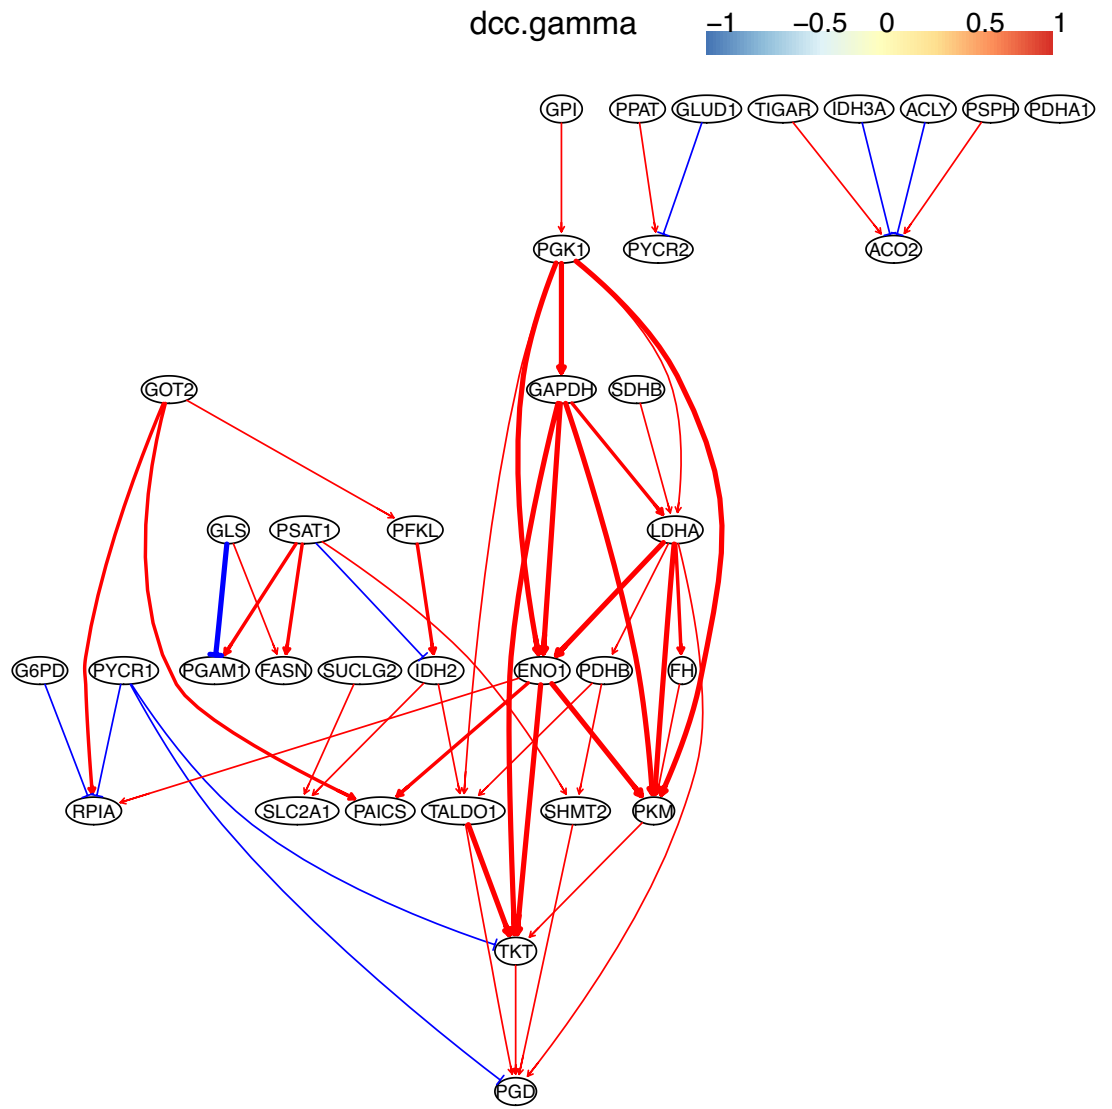 dcc.gamma
−1 −0.5 0 0.5 1
GPI PPAT GLUD1 TIGAR IDH3A ACLY PSPH PDHA1
PGK1 PYCR2 ACO2
GOT2 GAPDH SDHB
GLS PSAT1 PFKL LDHA
G6PD PYCR1 PGAM1 FASN SUCLG2 IDH2 ENO1 PDHB FH
RPIA SLC2A1 PAICS TALDO1 SHMT2 PKM
TKT
PGD